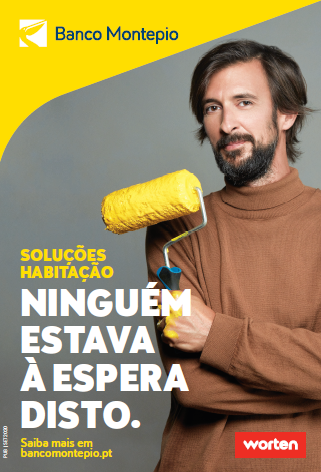 Banco Montepio
SOLUÇÕES
HABITAÇÃO
NINGUÉM
ESTAVA
À ESPERA
DISTO.
Saiba mais em
bancomontepio.pt
worten